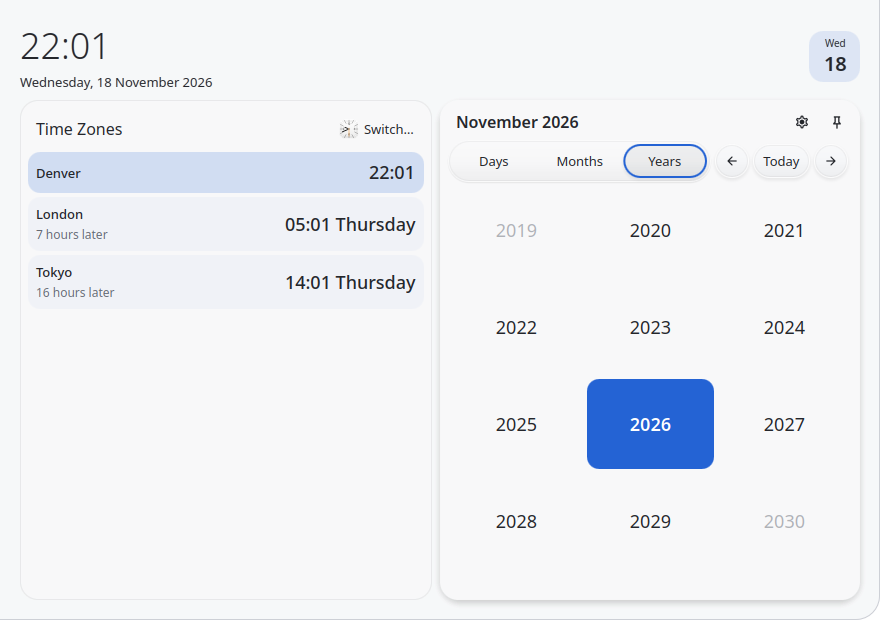 22:01
Wednesday, 18 November 2026
Wed
18
Time Zones
Switch...
Denver
22:01
London
7 hours later
05:01 Thursday
Tokyo
16 hours later
14:01 Thursday
November 2026
Days Months Years Today
2019 2020 2021
2022 2023 2024
2025 2026 2027
2028 2029 2030